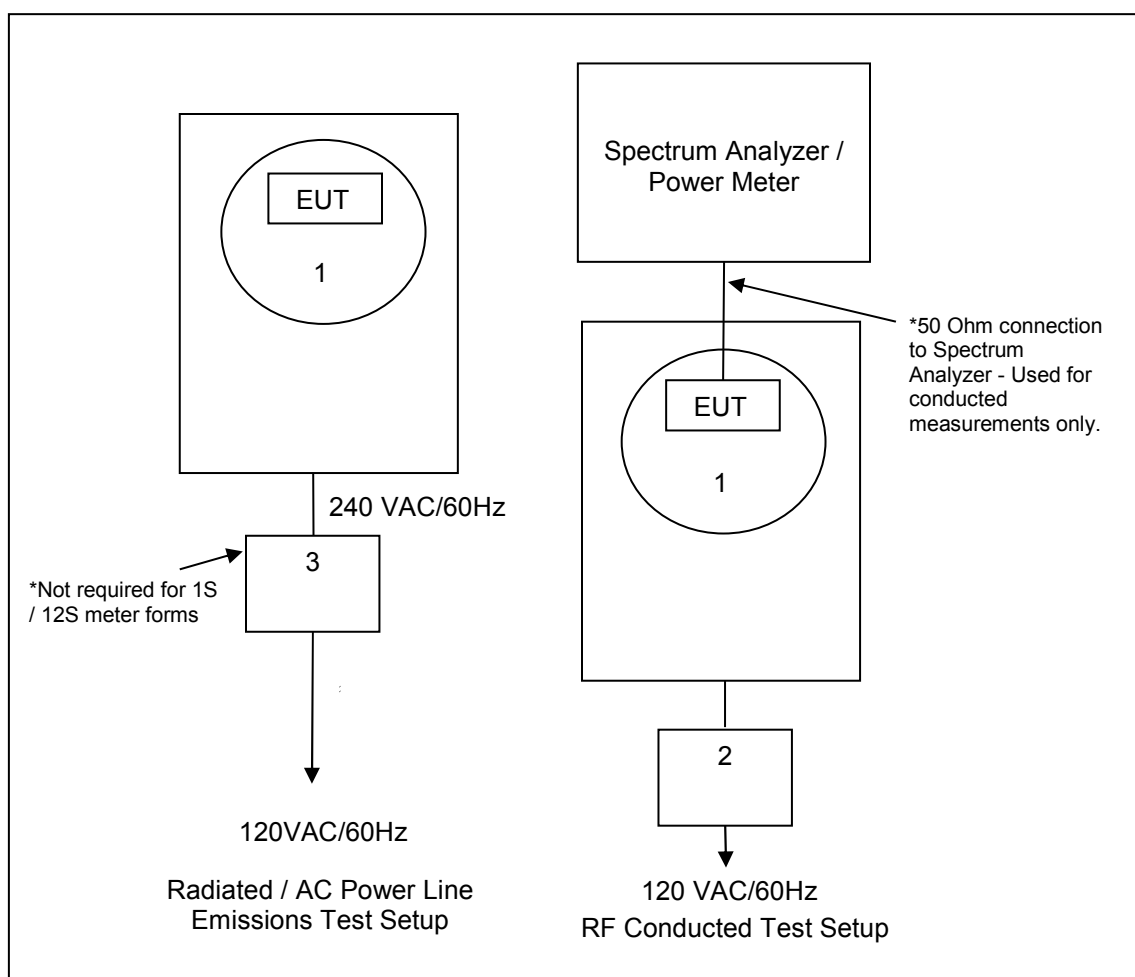 EUT
1
240 VAC/60Hz
3
*Not required for 1S
/ 12S meter forms
120VAC/60Hz
Radiated / AC Power Line
Emissions Test Setup
Spectrum Analyzer /
Power Meter
*50 Ohm connection
to Spectrum
Analyzer - Used for
conducted
measurements only.
EUT
1
2
120 VAC/60Hz
RF Conducted Test Setup